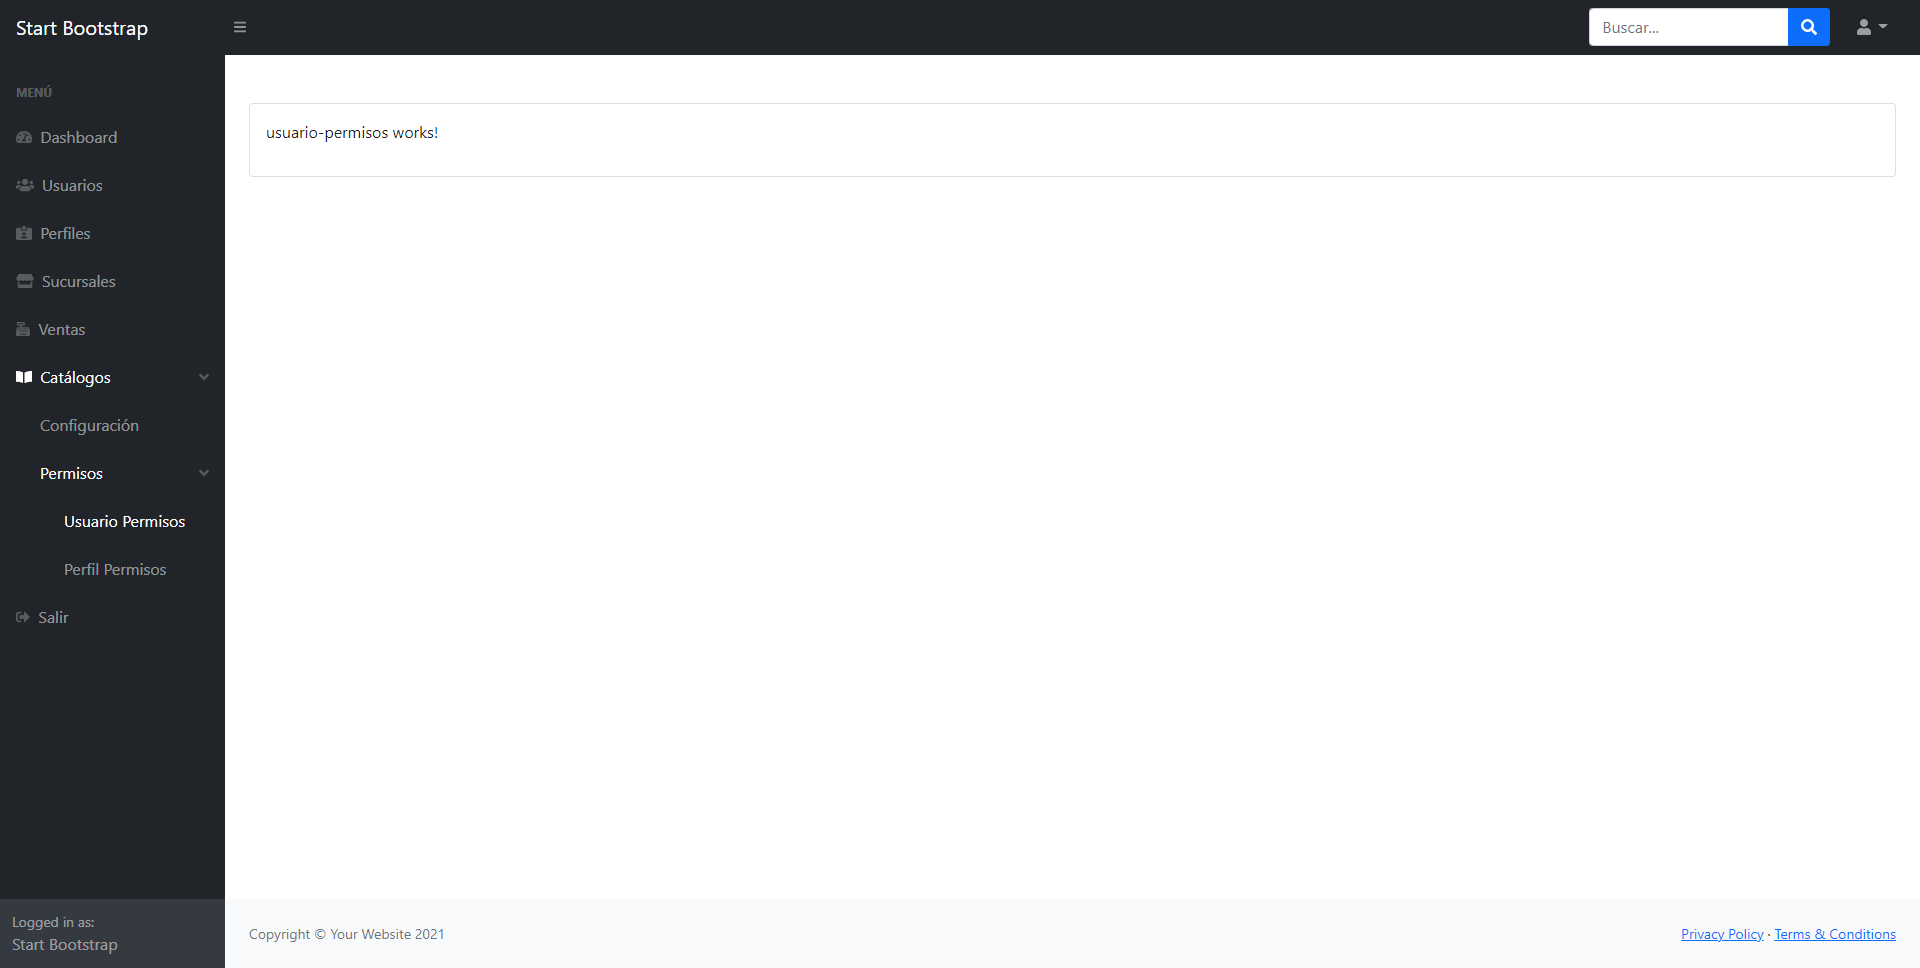 Start Bootstrap
Buscar...
MENÚ
Dashboard
Usuarios
Perfiles
Sucursales
Ventas
Catálogos
Configuración
Permisos
Usuario Permisos
Perfil Permisos
Salir
Logged in as:
Start Bootstrap
usuario-permisos works!
Copyright © Your Website 2021
Privacy Policy · Terms & Conditions